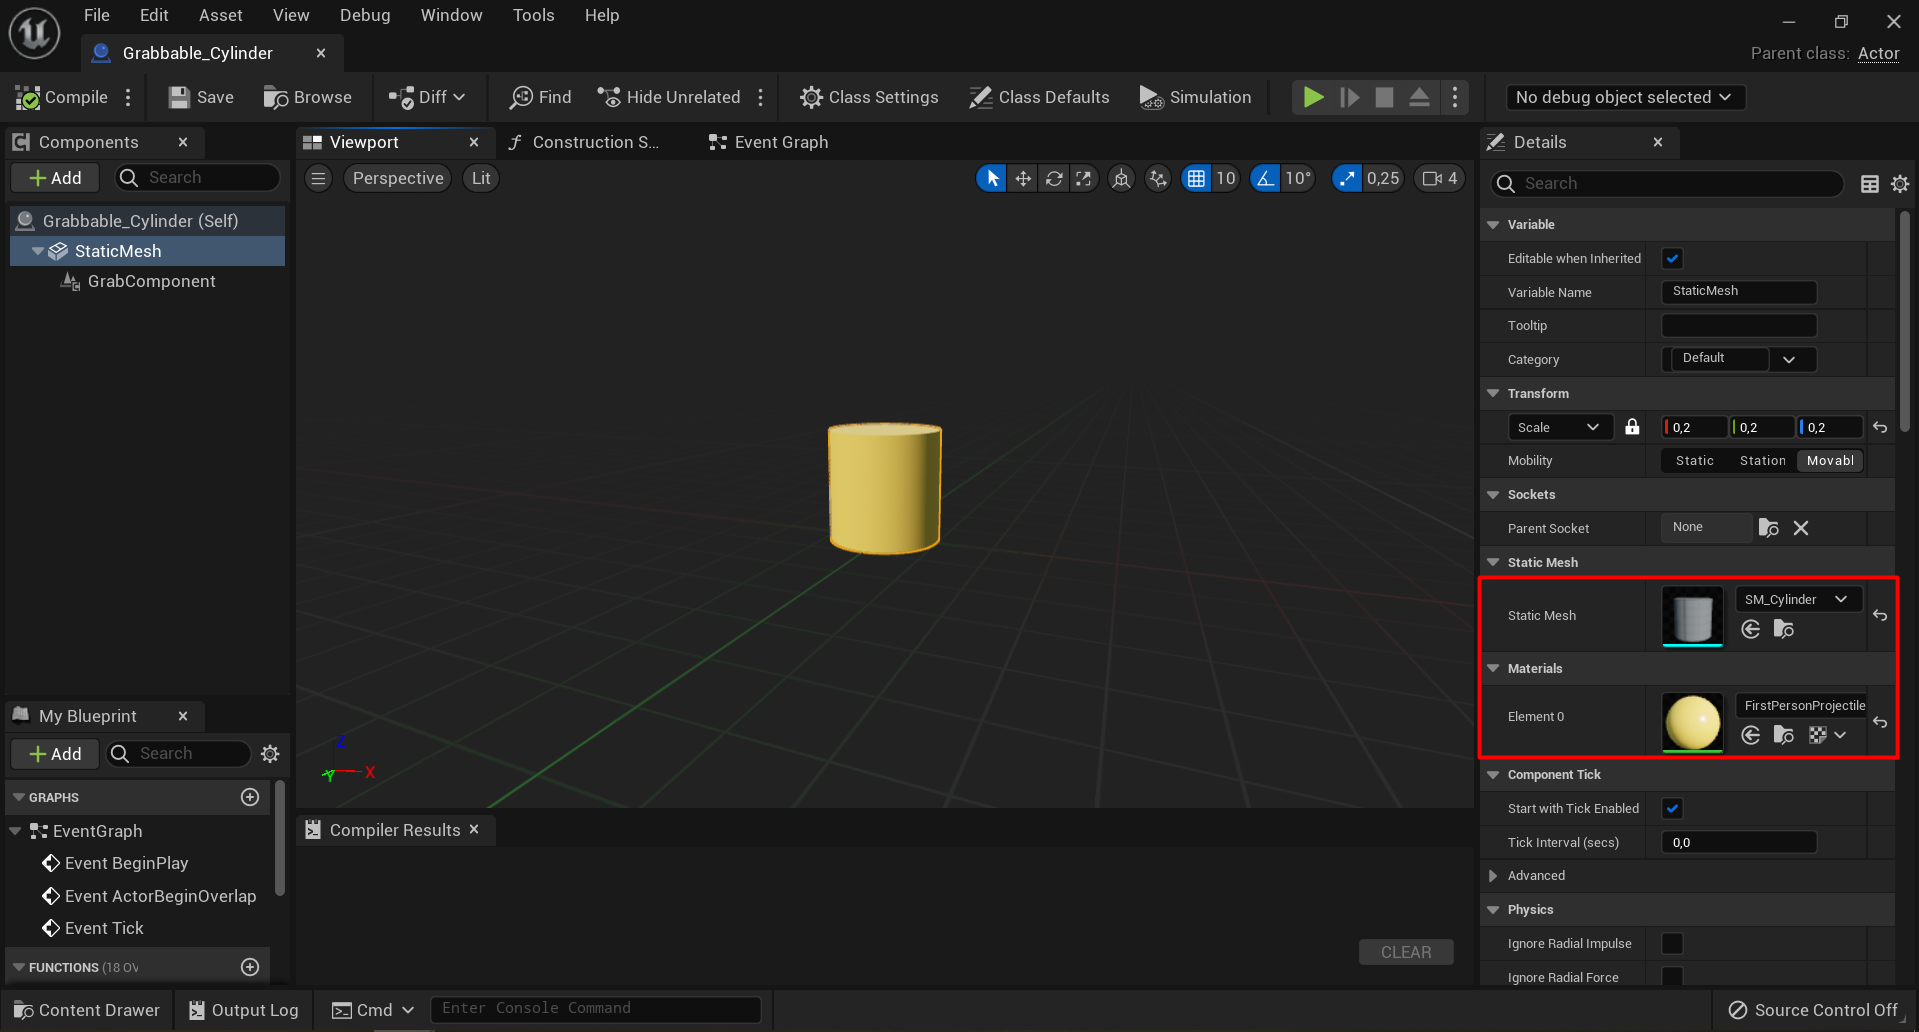 File Edit Asset View Debug Window Tools Help
Grabbable_Cylinder
Parent class: Actor
Compile
Save
Browse
Diff
Find
Hide Unrelated
Class Settings
Class Defaults
Simulation
No debug object selected
Components
Add
Search
Grabbable_Cylinder (Self)
StaticMesh
GrabComponent
Viewport
Construction S...
Event Graph
Perspective
Lit
10
10°
0,25
4
Z
Y
X
My Blueprint
Add
Search
GRAPHS
EventGraph
Event BeginPlay
Event ActorBeginOverlap
Event Tick
FUNCTIONS (18 OV
Compiler Results
CLEAR
Details
Search
Variable
Editable when Inherited
Variable Name StaticMesh
Tooltip
Category Default
Transform
Scale 0,2 0,2 0,2
Mobility Static Station Movabl
Sockets
Parent Socket None
Static Mesh
Static Mesh SM_Cylinder
Materials
Element 0 FirstPersonProjectile
Component Tick
Start with Tick Enabled
Tick Interval (secs) 0,0
Advanced
Physics
Ignore Radial Impulse
Ignore Radial Force
Content Drawer
Output Log
Cmd
Enter Console Command
Source Control Off